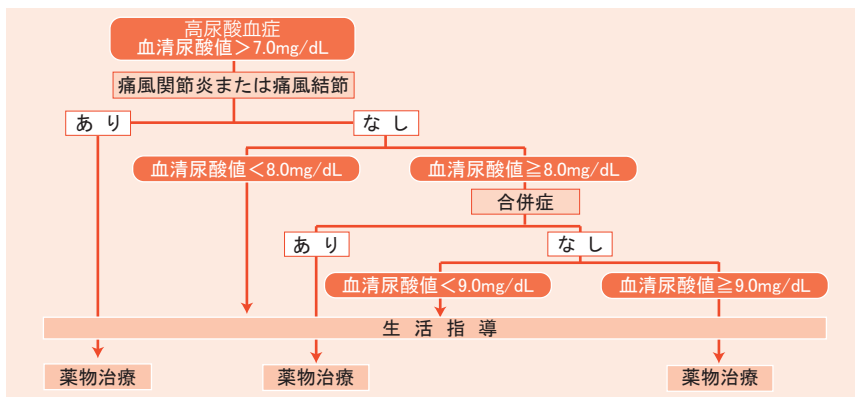 高尿酸血症
血清尿酸値＞7.0mg/dL
痛風関節炎または痛風結節
あり
なし
血清尿酸値＜8.0mg/dL
血清尿酸値≧8.0mg/dL
合併症
あり
なし
血清尿酸値＜9.0mg/dL
血清尿酸値≧9.0mg/dL
生活指導
薬物治療
薬物治療
薬物治療